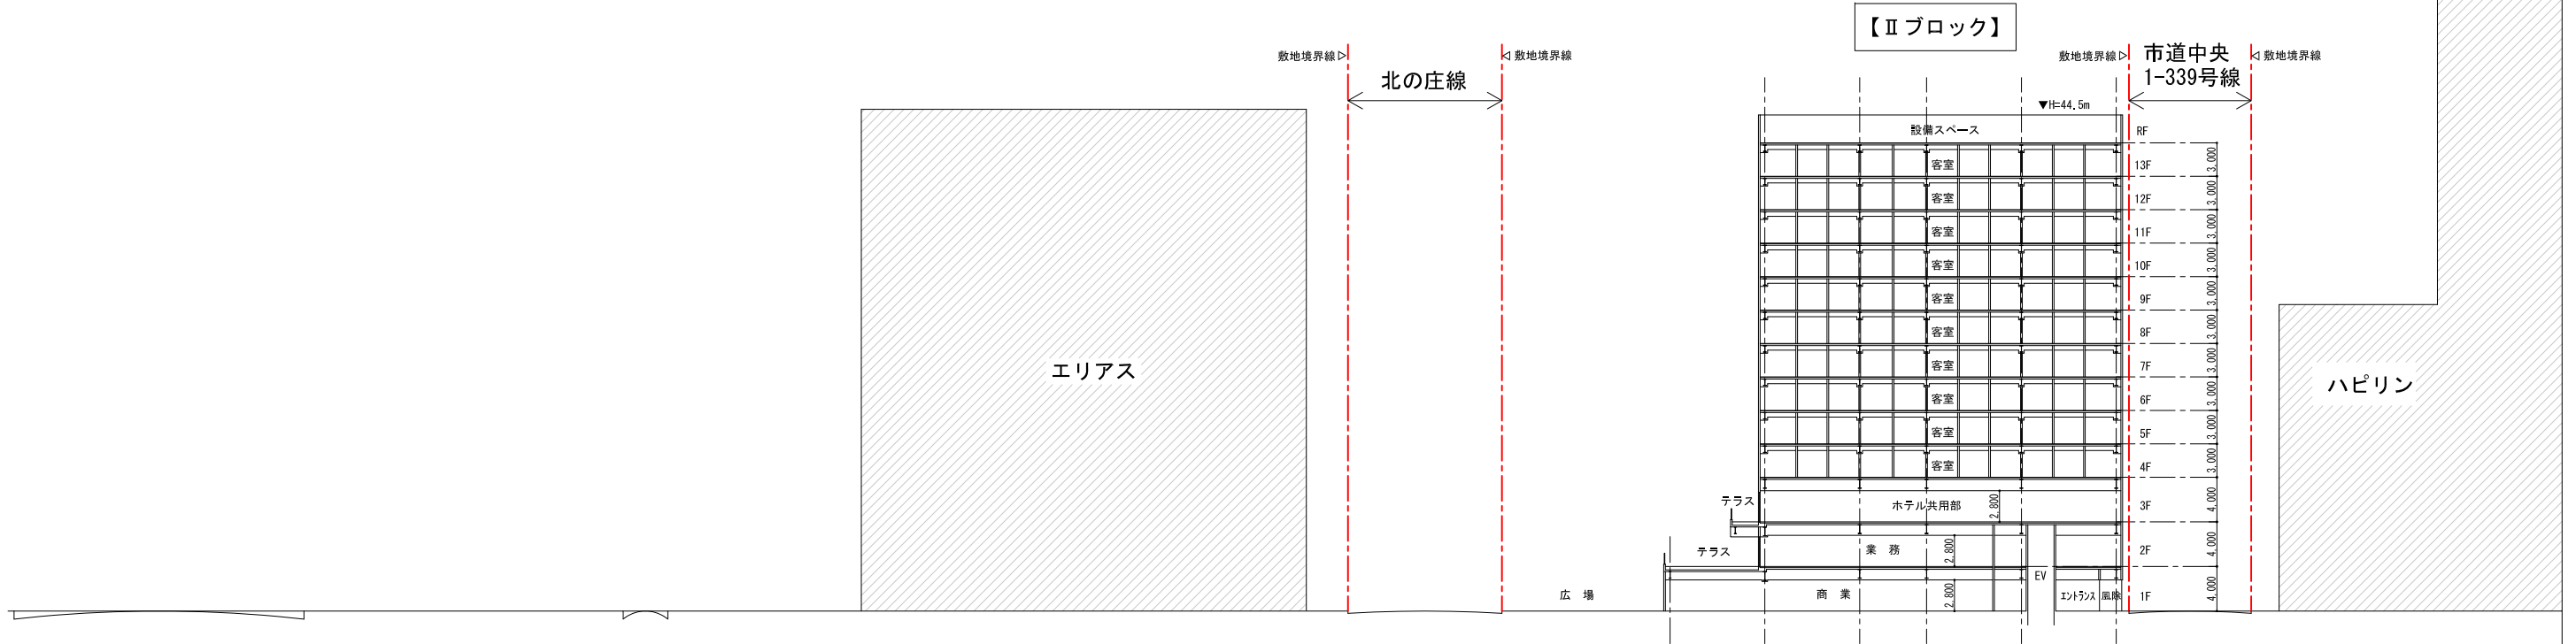 【Ⅱブロック】
敷地境界線▷
◁敷地境界線
北の庄線
敷地境界線▷
市道中央
1-339号線
◁敷地境界線
▼H=44.5m
設備スペース
RF
客室
13F
3,000
客室
12F
3,000
客室
11F
3,000
客室
10F
3,000
客室
9F
3,000
客室
8F
3,000
客室
7F
3,000
客室
6F
3,000
客室
5F
3,000
客室
4F
3,000
エリアス
ハピリン
テラス
ホテル共用部
2,800
3F
4,000
テラス
業 務
2,800
2F
4,000
EV
広 場
商 業
2,800
エントランス
風除
1F
4,000